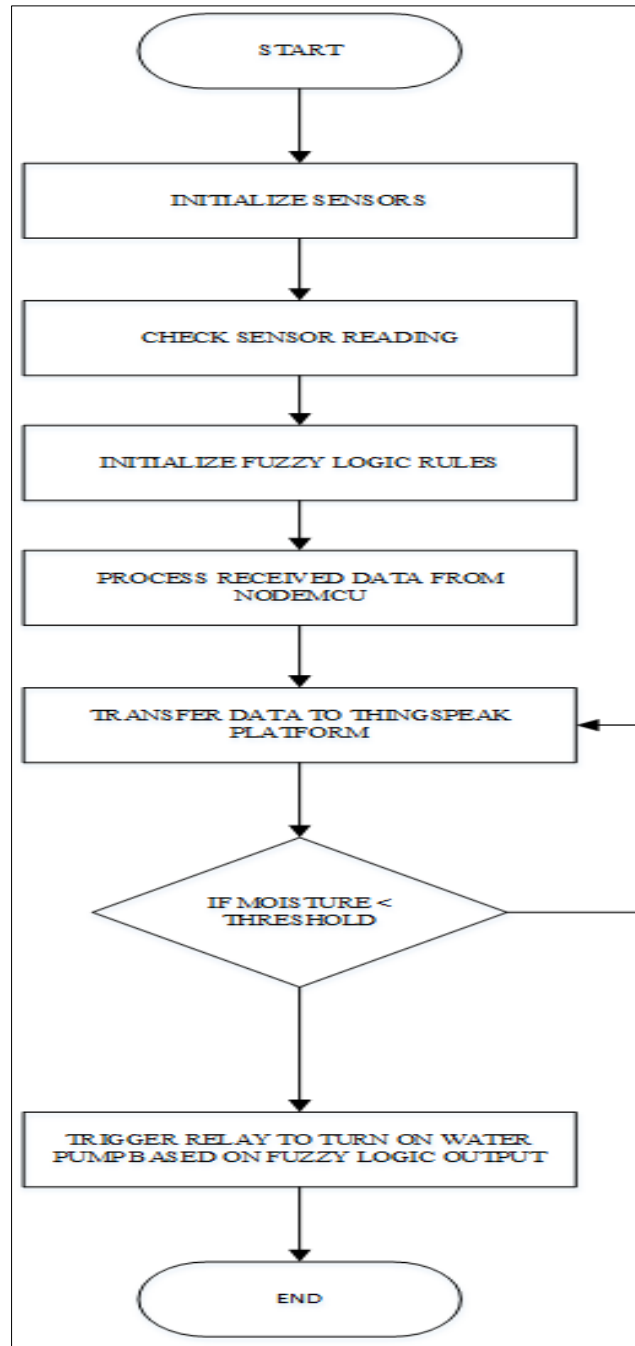 START
INITIALIZE SENSORS
CHECK SENSOR READING
INITIALIZE FUZZY LOGIC RULES
PROCESS RECEIVED DATA FROM
NODEMCU
TRANSFER DATA TO THINGSPEAK
PLATFORM
IF MOISTURE <
THRESHOLD
TRIGGER RELAY TO TURN ON WATER
PUMP BASED ON FUZZY LOGIC OUTPUT
END